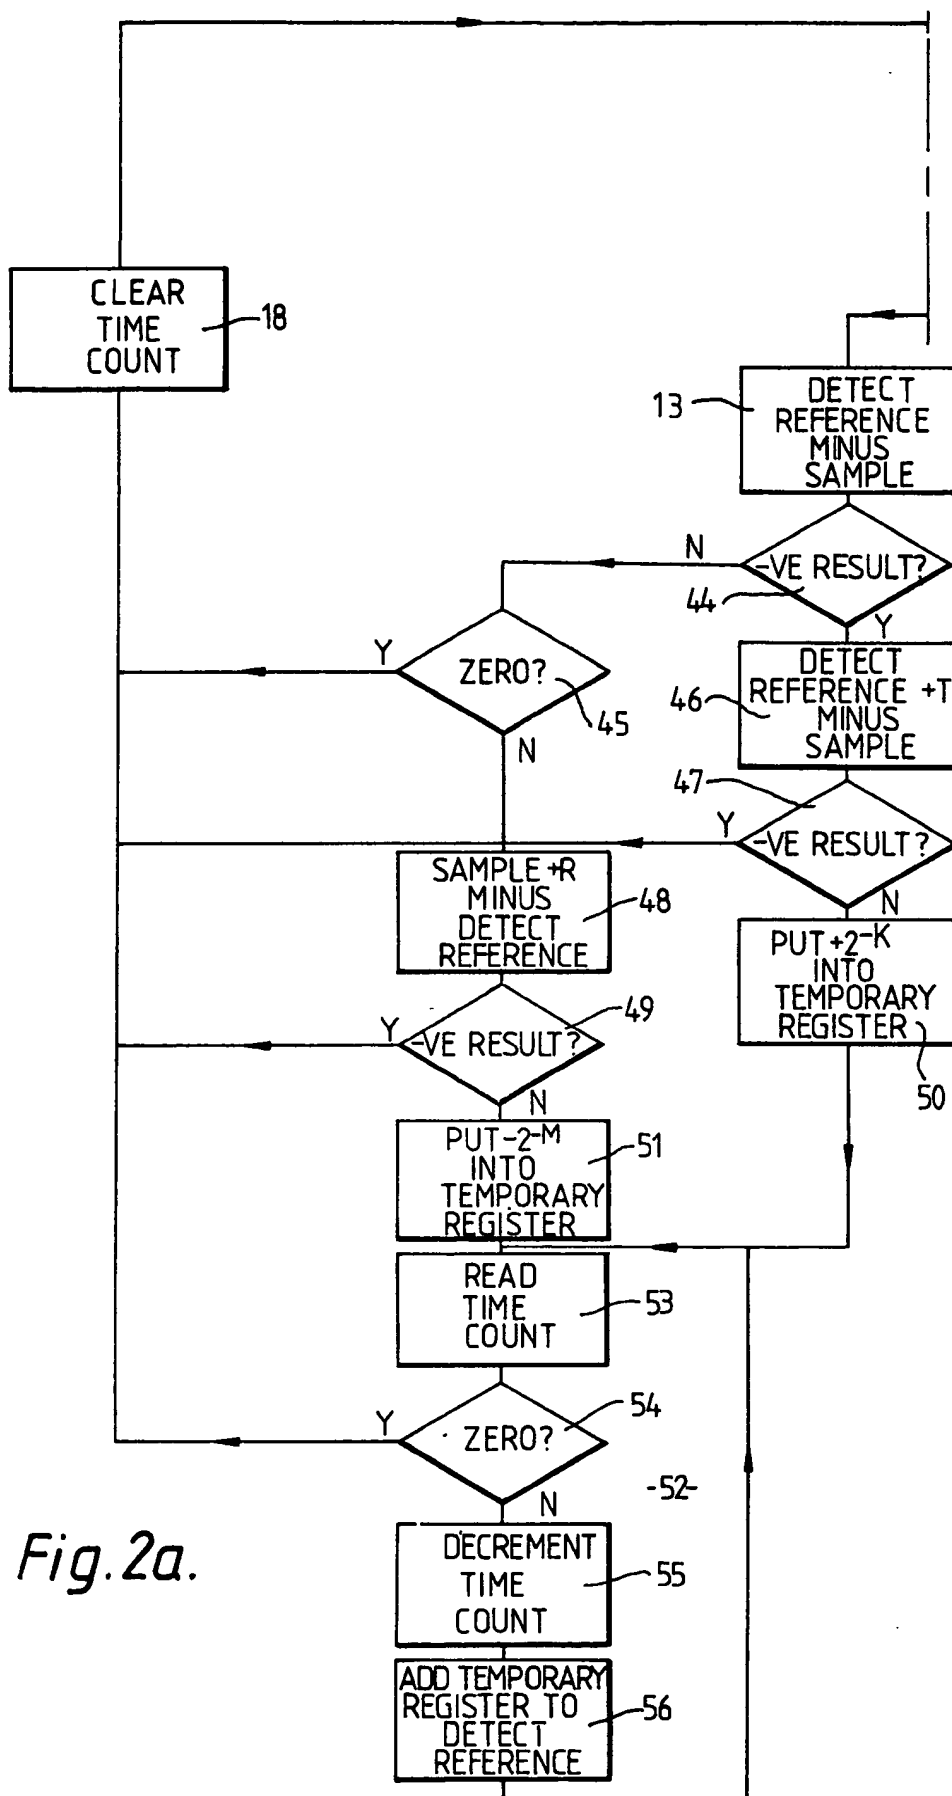 CLEAR
TIME
COUNT
18
13
DETECT
REFERENCE
MINUS
SAMPLE
N
-VE RESULT?
44
Y
Y
ZERO?
45
N
DETECT
REFERENCE +T
MINUS
SAMPLE
46
47
Y
-VE RESULT?
N
SAMPLE +R
MINUS
DETECT
REFERENCE
48
PUT +2-K
INTO
TEMPORARY
REGISTER
50
Y
-VE RESULT?
49
N
PUT -2-M
INTO
TEMPORARY
REGISTER
51
READ
TIME
COUNT
53
Y
ZERO?
54
N
-52-
DECREMENT
TIME
COUNT
55
ADD TEMPORARY
REGISTER TO
DETECT
REFERENCE
56
Fig.2a.